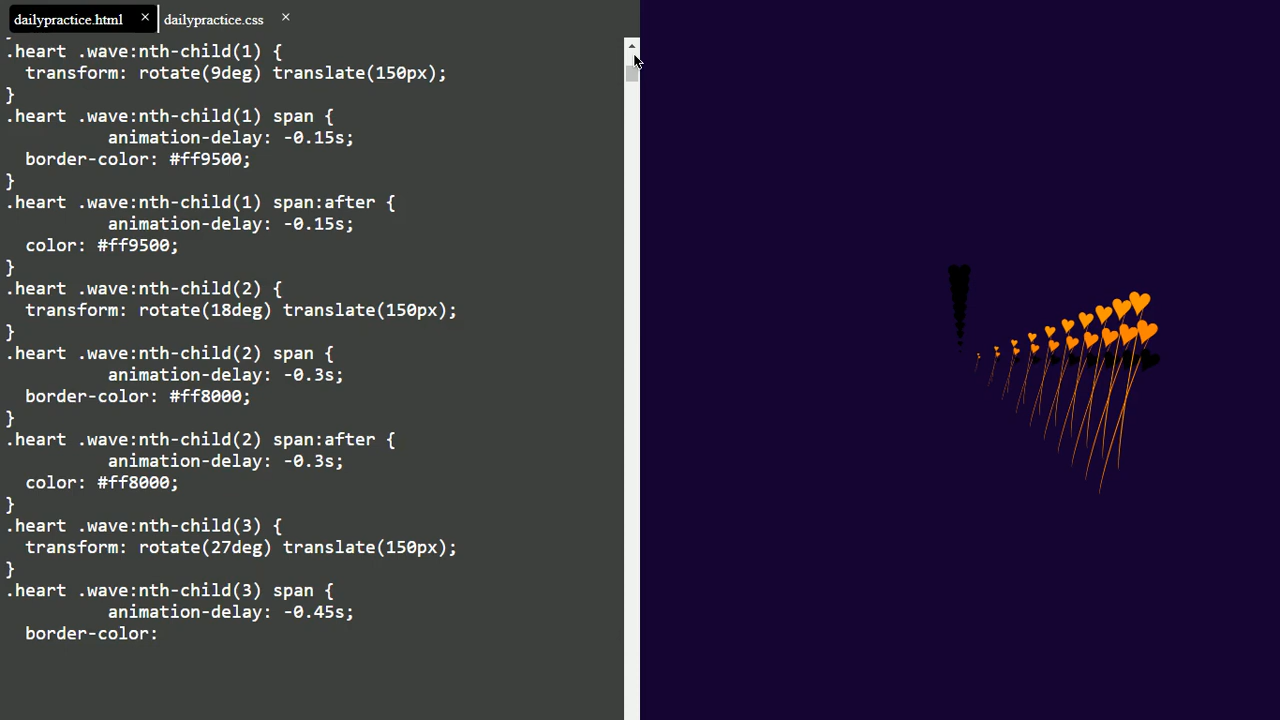 dailypractice.html × dailypractice.css ×
}
.heart .wave:nth-child(1) {
transform: rotate(9deg) translate(150px);
}
.heart .wave:nth-child(1) span {
animation-delay: -0.15s;
border-color: #ff9500;
}
.heart .wave:nth-child(1) span:after {
animation-delay: -0.15s;
color: #ff9500;
}
.heart .wave:nth-child(2) {
transform: rotate(18deg) translate(150px);
}
.heart .wave:nth-child(2) span {
animation-delay: -0.3s;
border-color: #ff8000;
}
.heart .wave:nth-child(2) span:after {
animation-delay: -0.3s;
color: #ff8000;
}
.heart .wave:nth-child(3) {
transform: rotate(27deg) translate(150px);
}
.heart .wave:nth-child(3) span {
animation-delay: -0.45s;
border-color: